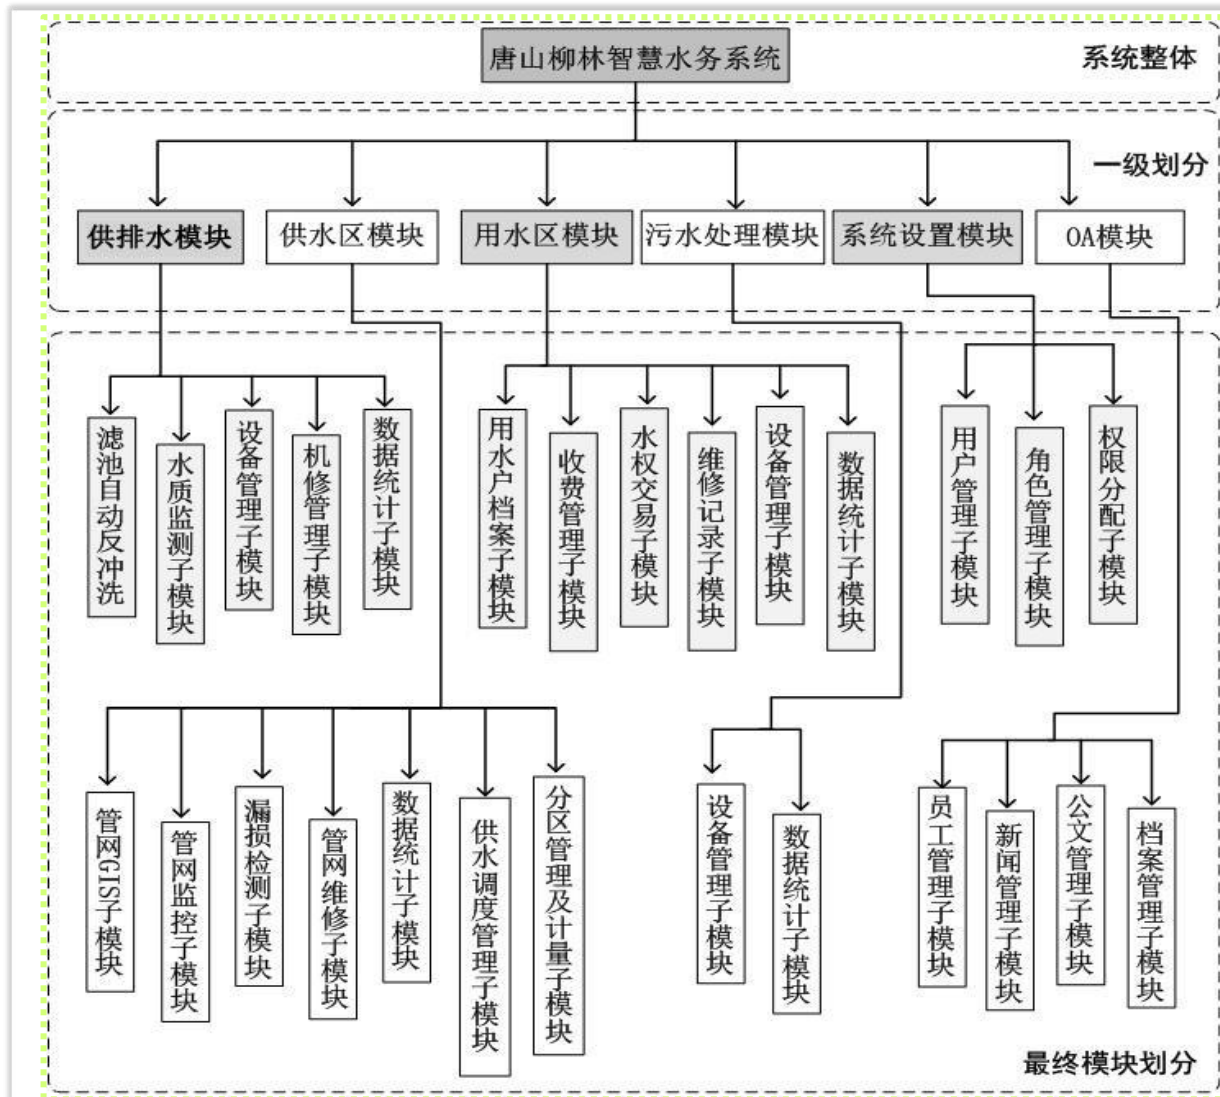 唐山柳林智慧水务系统
系统整体
一级划分
供排水模块
供水区模块
用水区模块
污水处理模块
系统设置模块
OA模块
滤池自动反冲洗
水质监测子模块
设备管理子模块
机修管理子模块
数据统计子模块
用水户档案子模块
收费管理子模块
水权交易子模块
维修记录子模块
设备管理子模块
数据统计子模块
用户管理子模块
角色管理子模块
权限分配子模块
管网GIS子模块
管网监控子模块
漏损检测子模块
管网维修子模块
数据统计子模块
供水调度管理子模块
分区管理及计量子模块
设备管理子模块
数据统计子模块
员工管理子模块
新闻管理子模块
公文管理子模块
档案管理子模块
最终模块划分